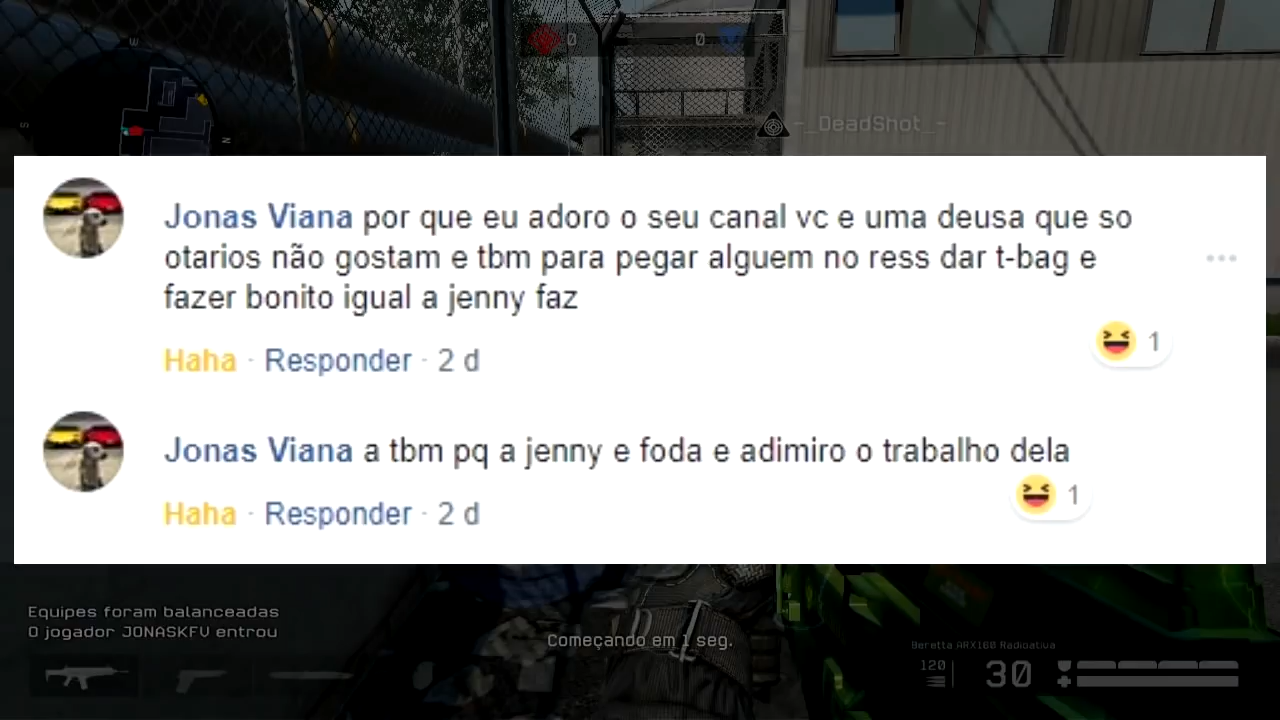 0 0
W
S
N
-_DeadShot_-
Jonas Viana por que eu adoro o seu canal vc e uma deusa que so
otarios não gostam e tbm para pegar alguem no ress dar t-bag e
fazer bonito igual a jenny faz
Haha · Responder · 2 d
1
Jonas Viana a tbm pq a jenny e foda e adimiro o trabalho dela
Haha · Responder · 2 d
1
Equipes foram balanceadas
O jogador JONASKFV entrou
Começando em 1 seg.
Beretta ARX160 Radioativa
120
30